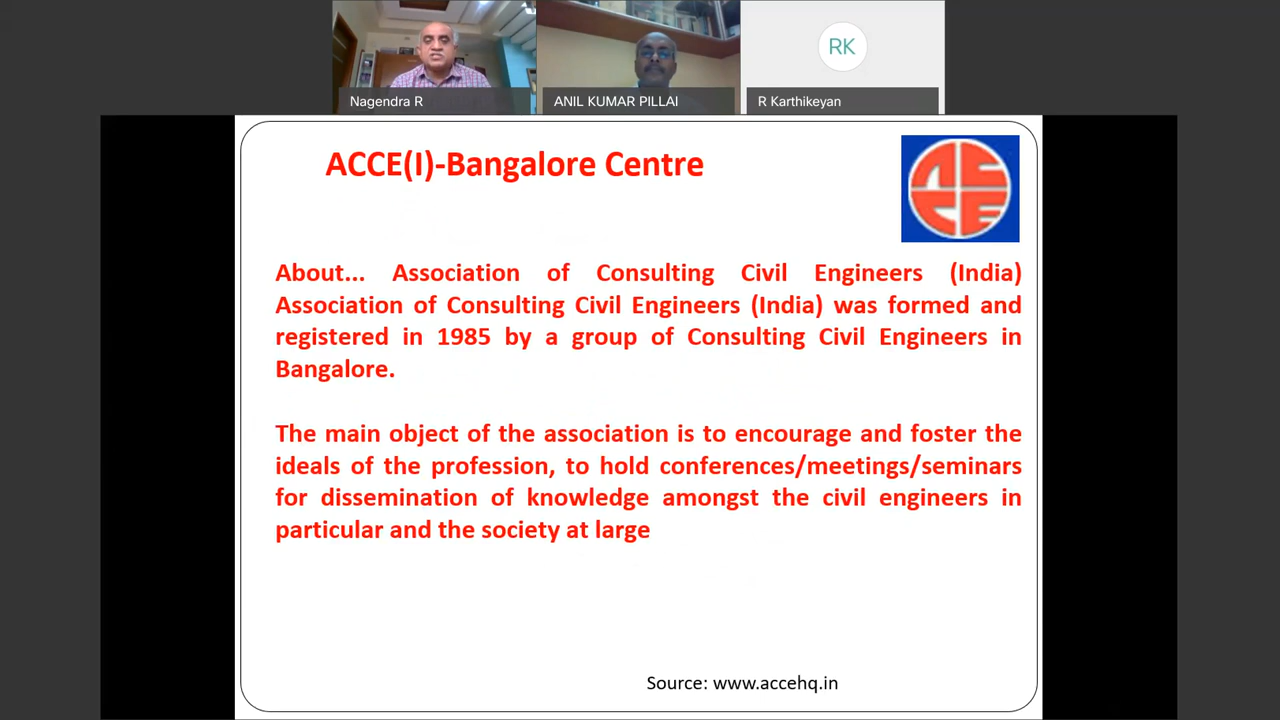 RK
Nagendra R
ANIL KUMAR PILLAI
R Karthikeyan
ACCE(I)-Bangalore Centre
AC
CE
About... Association of Consulting Civil Engineers (India)
Association of Consulting Civil Engineers (India) was formed and
registered in 1985 by a group of Consulting Civil Engineers in
Bangalore.
The main object of the association is to encourage and foster the
ideals of the profession, to hold conferences/meetings/seminars
for dissemination of knowledge amongst the civil engineers in
particular and the society at large
Source: www.accehq.in